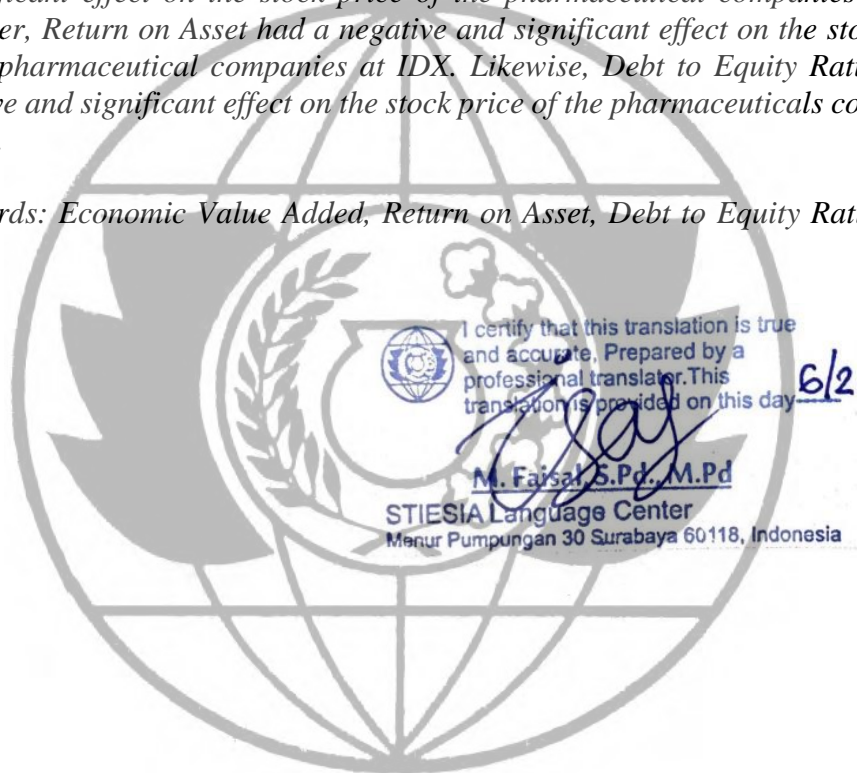 ficant effect on the stock price of the pharmaceutical companies
er, Return on Asset had a negative and significant effect on the sto
pharmaceutical companies at IDX. Likewise, Debt to Equity Rat
ve and significant effect on the stock price of the pharmaceuticals co
rds: Economic Value Added, Return on Asset, Debt to Equity Rat
I certify that this translation is true
and accurate, Prepared by a
professional translator.This
translation is provided on this day 6/2
M. Faisal, S.Pd., M.Pd
STIESIA Language Center
Menur Pumpungan 30 Surabaya 60118, Indonesia